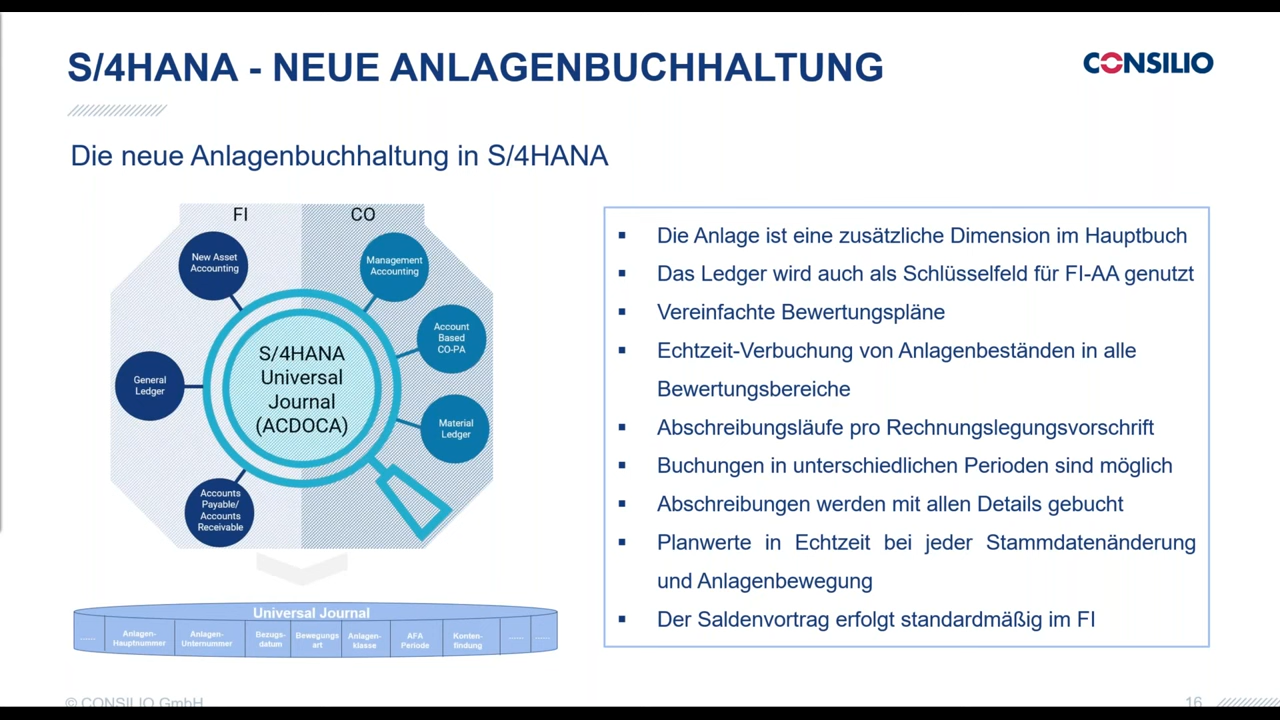 S/4HANA - NEUE ANLAGENBUCHHALTUNG
CONSILIO
Die neue Anlagenbuchhaltung in S/4HANA
FI
CO
New Asset
Accounting
Management
Accounting
Account
Based
CO-PA
General
Ledger
Material
Ledger
Accounts
Payable/
Accounts
Receivable
S/4HANA
Universal
Journal
(ACDOCA)
Universal Journal
......
Anlagen-
Hauptnummer
Anlagen-
Unternummer
Bezugs-
datum
Bewegungs
art
Anlagen-
klasse
AFA
Periode
Konten-
findung
......
......
▪ Die Anlage ist eine zusätzliche Dimension im Hauptbuch
▪ Das Ledger wird auch als Schlüsselfeld für FI-AA genutzt
▪ Vereinfachte Bewertungspläne
▪ Echtzeit-Verbuchung von Anlagenbeständen in alle
Bewertungsbereiche
▪ Abschreibungsläufe pro Rechnungslegungsvorschrift
▪ Buchungen in unterschiedlichen Perioden sind möglich
▪ Abschreibungen werden mit allen Details gebucht
▪ Planwerte in Echtzeit bei jeder Stammdatenänderung
und Anlagenbewegung
▪ Der Saldenvortrag erfolgt standardmäßig im FI
© CONSILIO GmbH
16